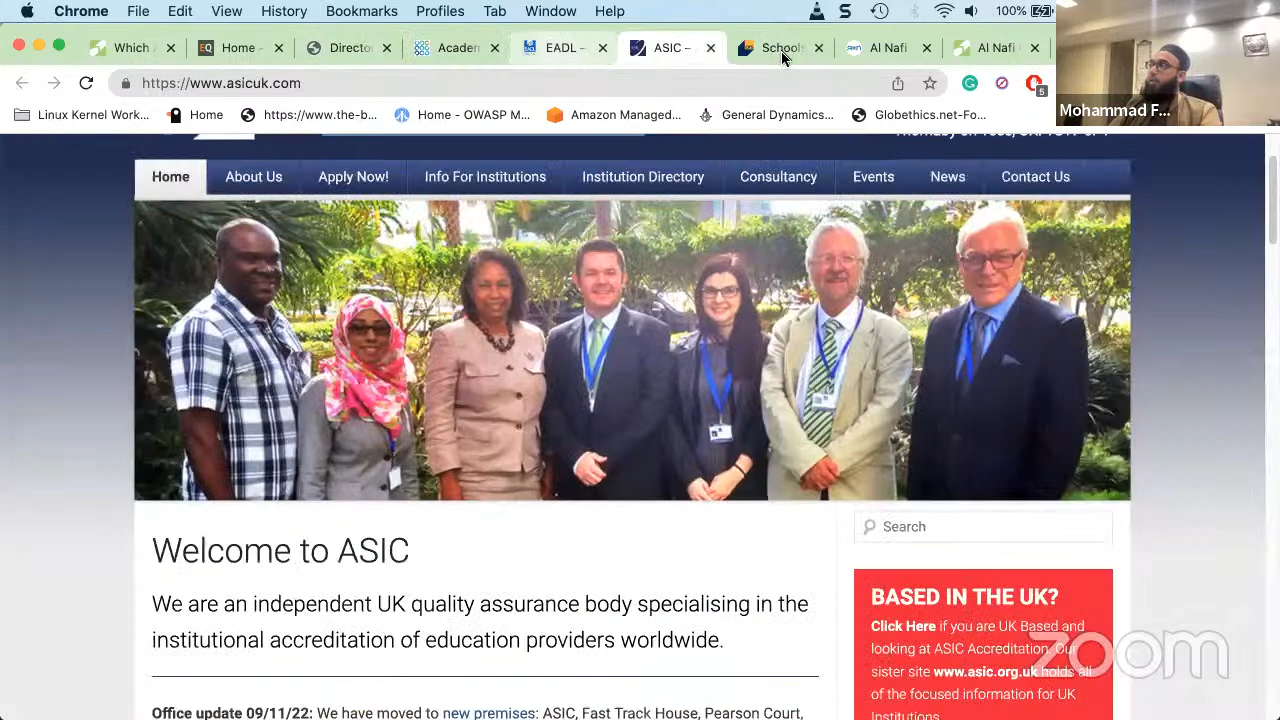 Chrome File Edit View History Bookmarks Profiles Tab Window Help 100%
Which Home - Directo Academ EADL – ASIC – Schools Al Nafi Al Nafi
https://www.asicuk.com 5
Linux Kernel Work... Home https://www.the-b... Home - OWASP M... Amazon Managed... General Dynamics... Globethics.net-Fo...
Mohammad F...
Home About Us Apply Now! Info For Institutions Institution Directory Consultancy Events News Contact Us
Welcome to ASIC
We are an independent UK quality assurance body specialising in the
institutional accreditation of education providers worldwide.
Office update 09/11/22: We have moved to new premises: ASIC, Fast Track House, Pearson Court,
Search
BASED IN THE UK?
Click Here if you are UK Based and
looking at ASIC Accreditation. Our
sister site www.asic.org.uk holds all
of the focused information for UK
Institutions.
zoom